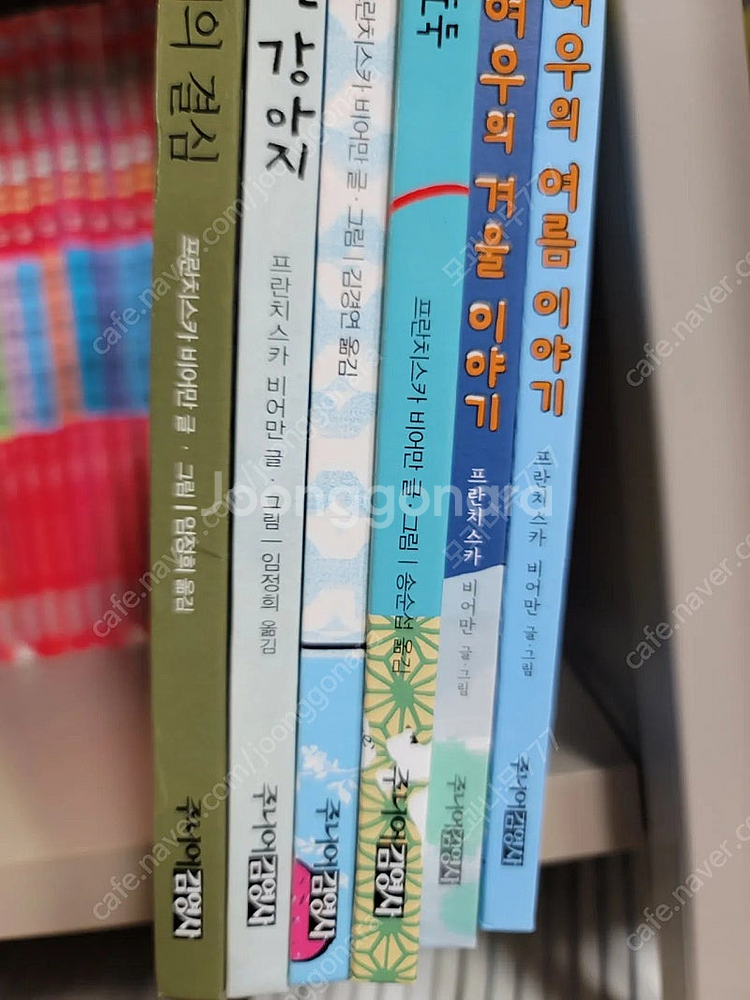 의 결심
프란치스카 비어만 글 · 그림 | 임정희 옮김
주니어김영사
강아지
프란치스카 비어만 글 · 그림 | 임정희 옮김
주니어김영사
프란치스카 비어만 글 · 그림 | 김경연 옮김
주니어김영사
프란치스카 비어만 글 · 그림 | 송순섭 옮김
주니어김영사
여우의 겨울 이야기
프란치스카 비어만 글·그림
주니어김영사
여우의 여름 이야기
프란치스카 비어만 글·그림
주니어김영사
Joonggonara
cafe.naver.com/joonggonara